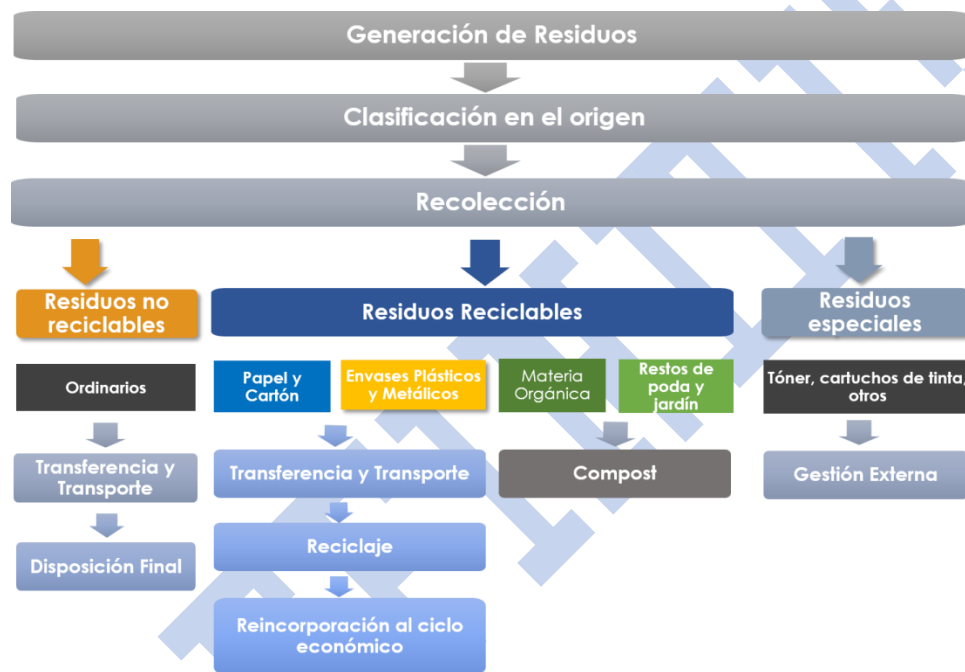 Generación de Residuos
Clasificación en el origen
Recolección
Residuos no
reciclables
Residuos Reciclables
Residuos
especiales
Ordinarios
Papel y
Cartón
Envases Plásticos
y Metálicos
Materia
Orgánica
Restos de
poda y
jardín
Tóner, cartuchos de tinta,
otros
Transferencia y
Transporte
Transferencia y Transporte
Compost
Gestión Externa
Disposición Final
Reciclaje
Reincorporación al ciclo
económico